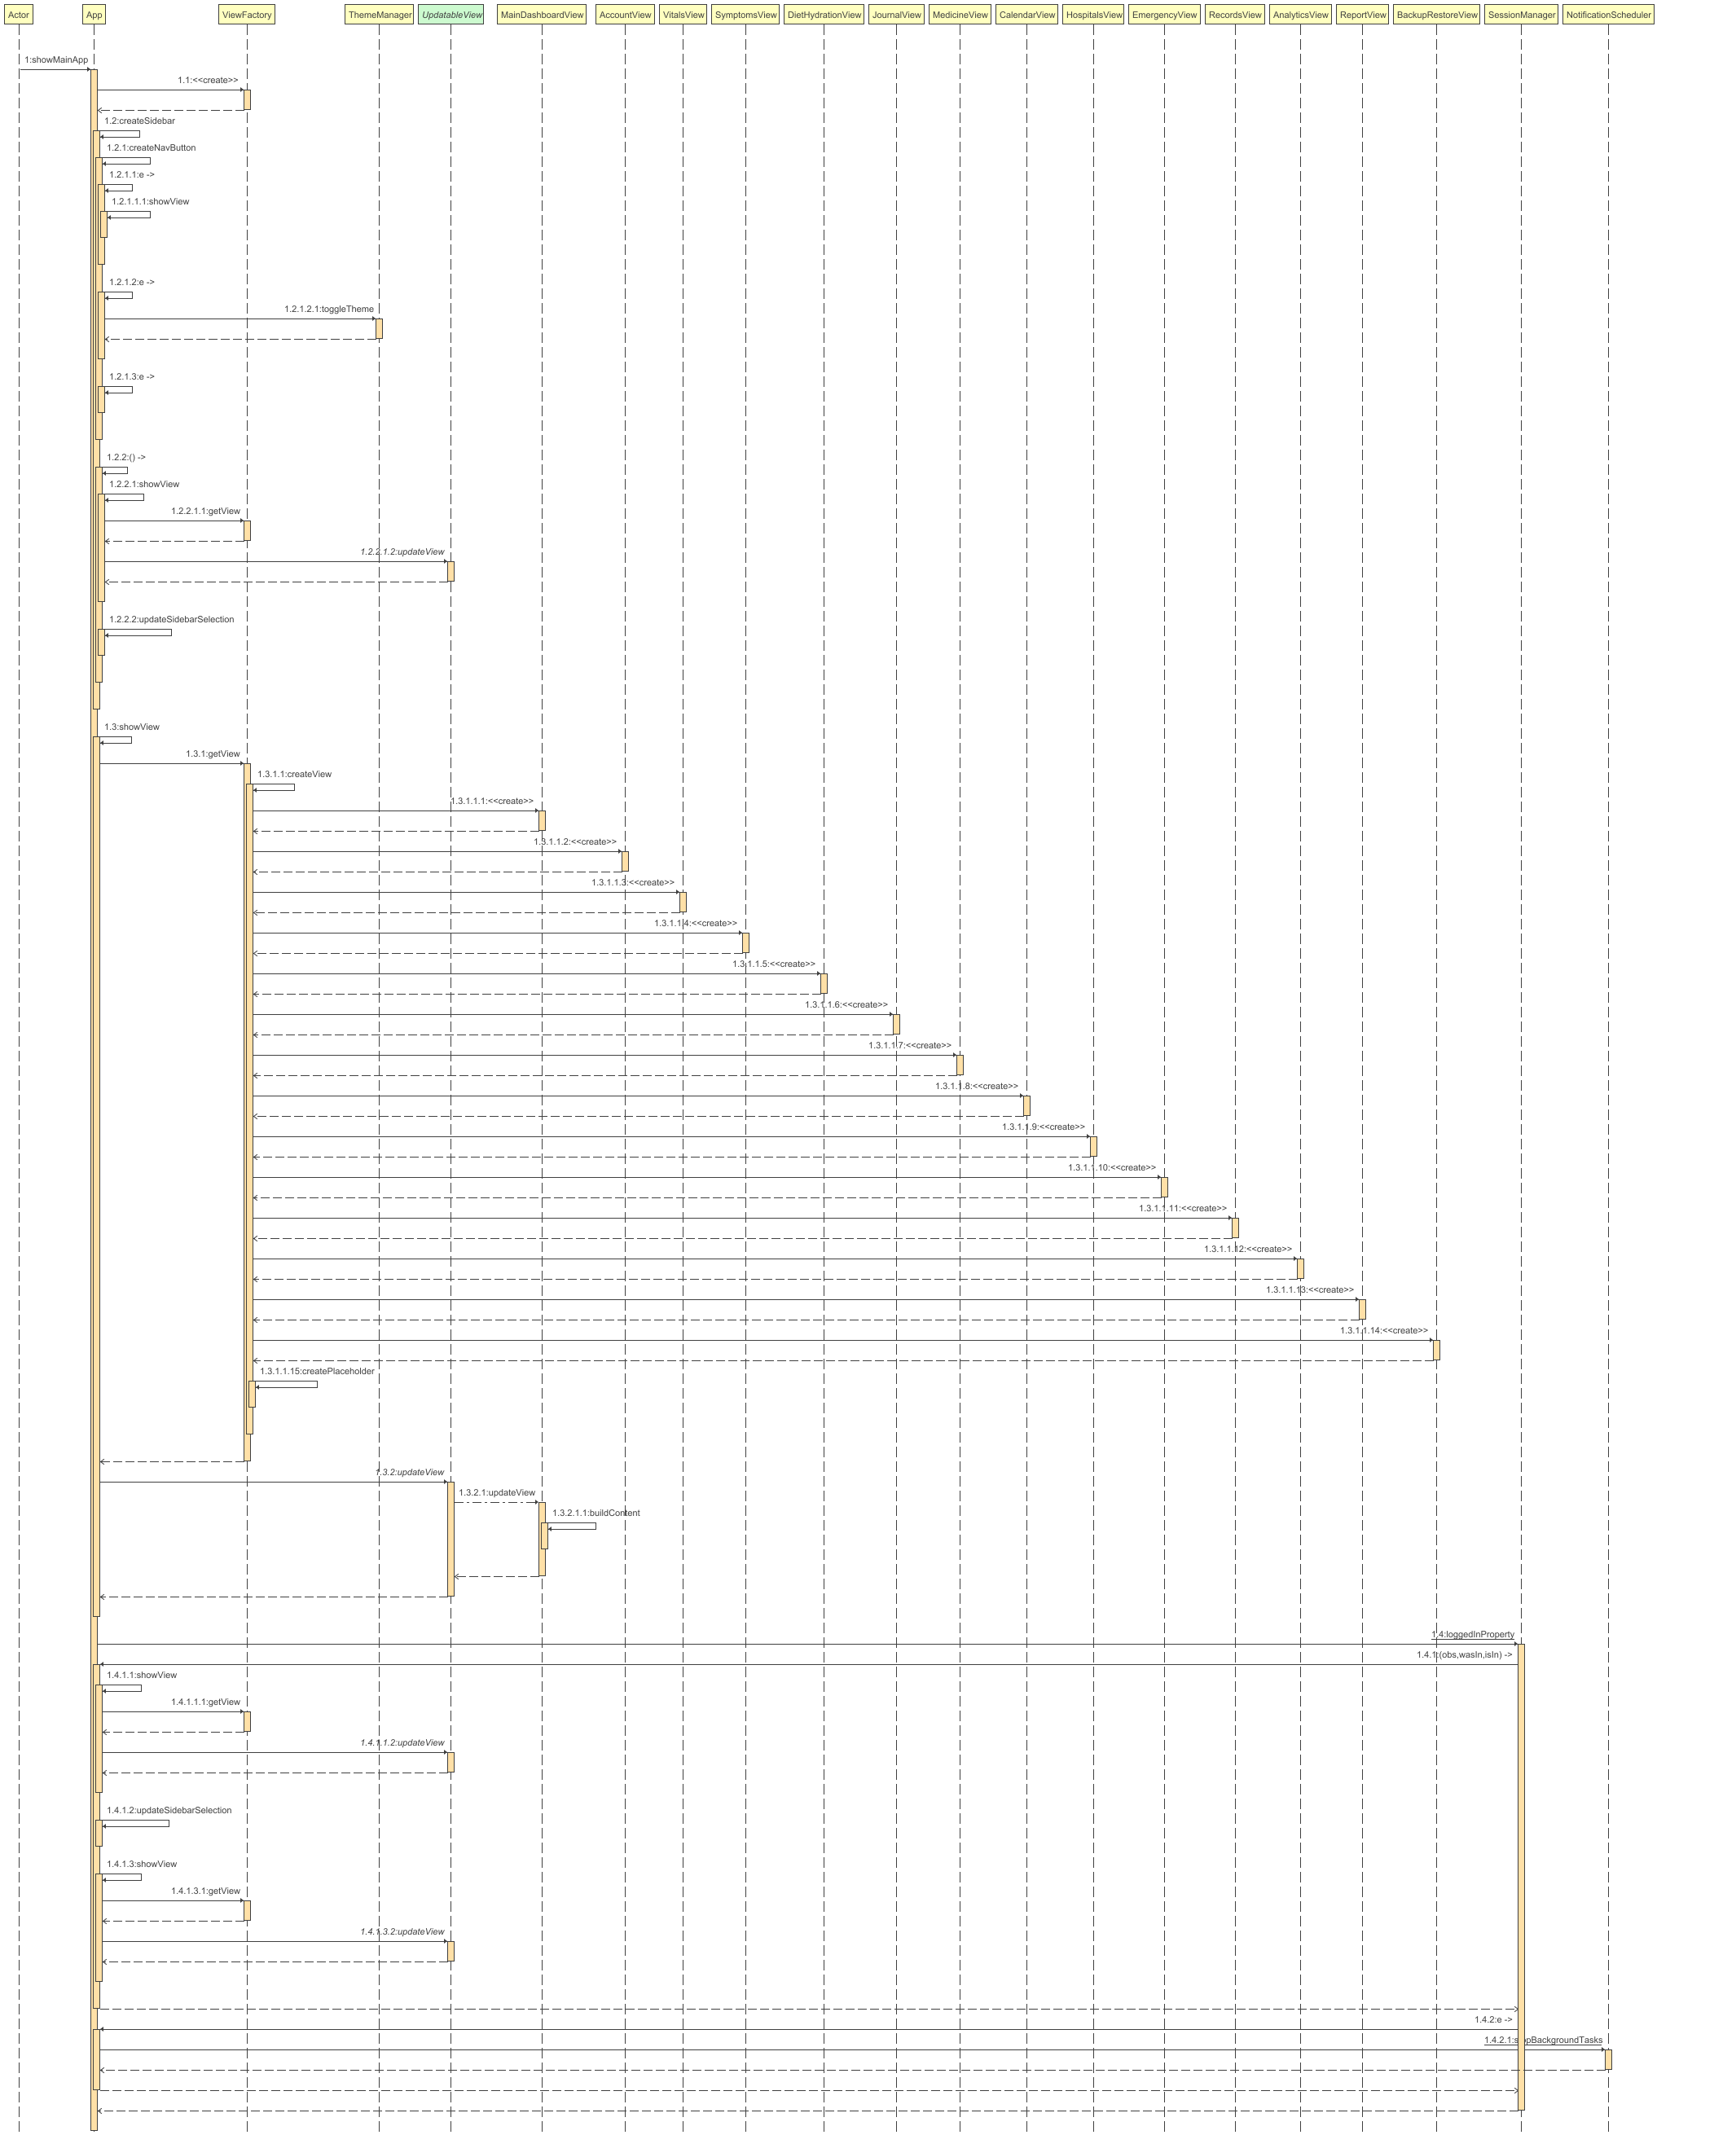 Actor App ViewFactory ThemeManager UpdatableView MainDashboardView AccountView VitalsView SymptomsView DietHydrationView JournalView MedicineView CalendarView HospitalsView EmergencyView RecordsView AnalyticsView ReportView BackupRestoreView SessionManager NotificationScheduler
1:showMainApp
1.1:<<create>>
1.2:createSidebar
1.2.1:createNavButton
1.2.1.1:e ->
1.2.1.1.1:showView
1.2.1.2:e ->
1.2.1.2.1:toggleTheme
1.2.1.3:e ->
1.2.2:() ->
1.2.2.1:showView
1.2.2.1.1:getView
1.2.2.1.2:updateView
1.2.2.2:updateSidebarSelection
1.3:showView
1.3.1:getView
1.3.1.1:createView
1.3.1.1.1:<<create>>
1.3.1.1.2:<<create>>
1.3.1.1.3:<<create>>
1.3.1.1.4:<<create>>
1.3.1.1.5:<<create>>
1.3.1.1.6:<<create>>
1.3.1.1.7:<<create>>
1.3.1.1.8:<<create>>
1.3.1.1.9:<<create>>
1.3.1.1.10:<<create>>
1.3.1.1.11:<<create>>
1.3.1.1.12:<<create>>
1.3.1.1.13:<<create>>
1.3.1.1.14:<<create>>
1.3.1.1.15:createPlaceholder
1.3.2:updateView
1.3.2.1:updateView
1.3.2.1.1:buildContent
1.4:loggedInProperty
1.4.1:(obs,wasIn,isIn) ->
1.4.1.1:showView
1.4.1.1.1:getView
1.4.1.1.2:updateView
1.4.1.2:updateSidebarSelection
1.4.1.3:showView
1.4.1.3.1:getView
1.4.1.3.2:updateView
1.4.2:e ->
1.4.2.1:stopBackgroundTasks